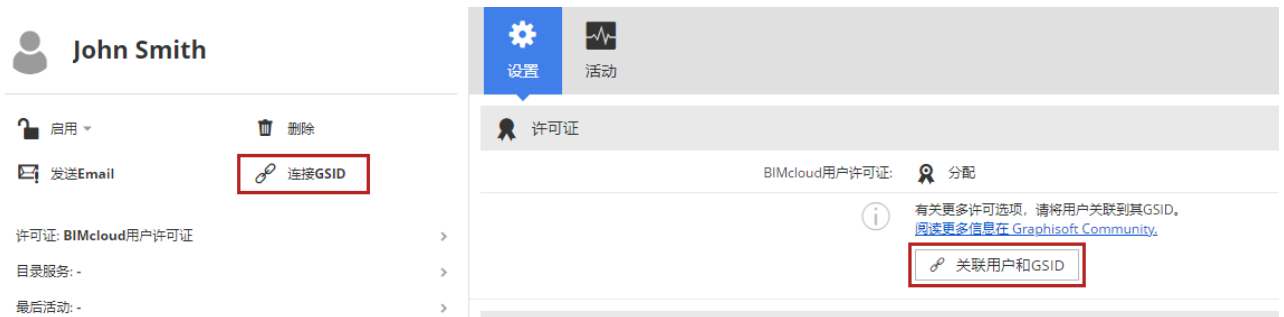 John Smith
启用
删除
发送Email
连接GSID
许可证: BIMcloud用户许可证
目录服务: -
最后活动: -
设置
活动
许可证
BIMcloud用户许可证:
分配
有关更多许可选项，请将用户关联到其GSID。
阅读更多信息在 Graphisoft Community.
关联用户和GSID